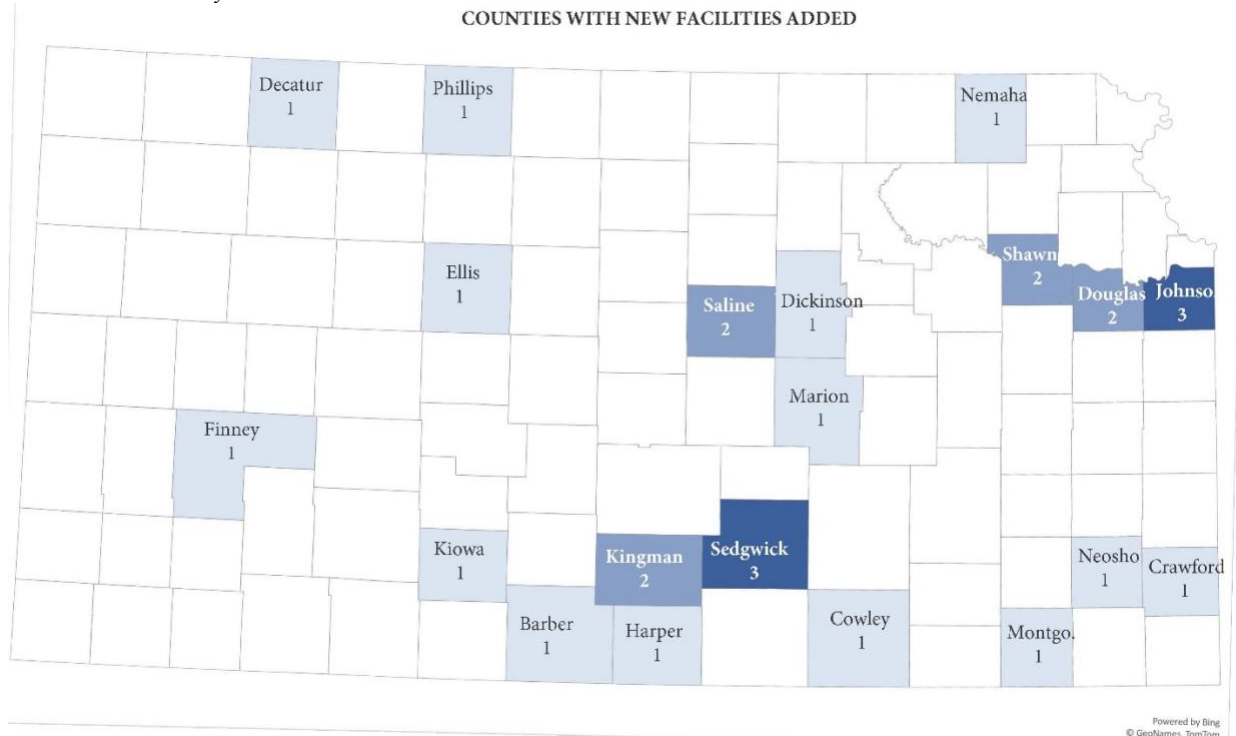 COUNTIES WITH NEW FACILITIES ADDED
Decatur
1
Phillips
1
Nemaha
1
Ellis
1
Saline
2
Dickinson
1
Shawn
2
Douglas
2
Johnso
3
Marion
1
Finney
1
Kiowa
1
Kingman
2
Sedgwick
3
Neosho
1
Crawford
1
Barber
1
Harper
1
Cowley
1
Montgo.
1
Powered by Bing
© GeoNames, TomTom